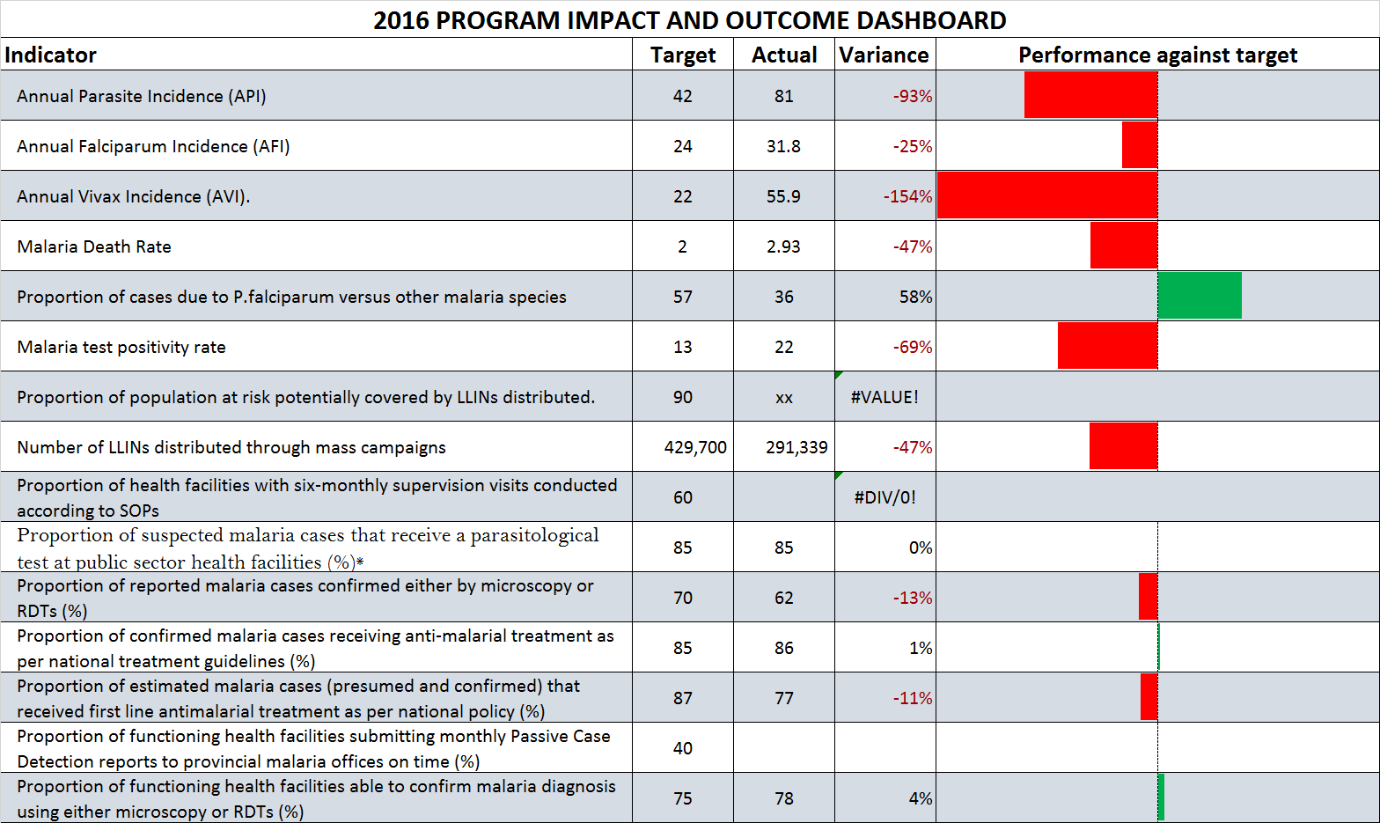 2016 PROGRAM IMPACT AND OUTCOME DASHBOARD
Indicator Target Actual Variance Performance against target
Annual Parasite Incidence (API) 42 81 -93%
Annual Falciparum Incidence (AFI) 24 31.8 -25%
Annual Vivax Incidence (AVI). 22 55.9 -154%
Malaria Death Rate 2 2.93 -47%
Proportion of cases due to P.falciparum versus other malaria species 57 36 58%
Malaria test positivity rate 13 22 -69%
Proportion of population at risk potentially covered by LLINs distributed. 90 xx #VALUE!
Number of LLINs distributed through mass campaigns 429,700 291,339 -47%
Proportion of health facilities with six-monthly supervision visits conducted
according to SOPs 60 #DIV/0!
Proportion of suspected malaria cases that receive a parasitological
test at public sector health facilities (%)* 85 85 0%
Proportion of reported malaria cases confirmed either by microscopy or
RDTs (%) 70 62 -13%
Proportion of confirmed malaria cases receiving anti-malarial treatment as
per national treatment guidelines (%) 85 86 1%
Proportion of estimated malaria cases (presumed and confirmed) that
received first line antimalarial treatment as per national policy (%) 87 77 -11%
Proportion of functioning health facilities submitting monthly Passive Case
Detection reports to provincial malaria offices on time (%) 40
Proportion of functioning health facilities able to confirm malaria diagnosis
using either microscopy or RDTs (%) 75 78 4%